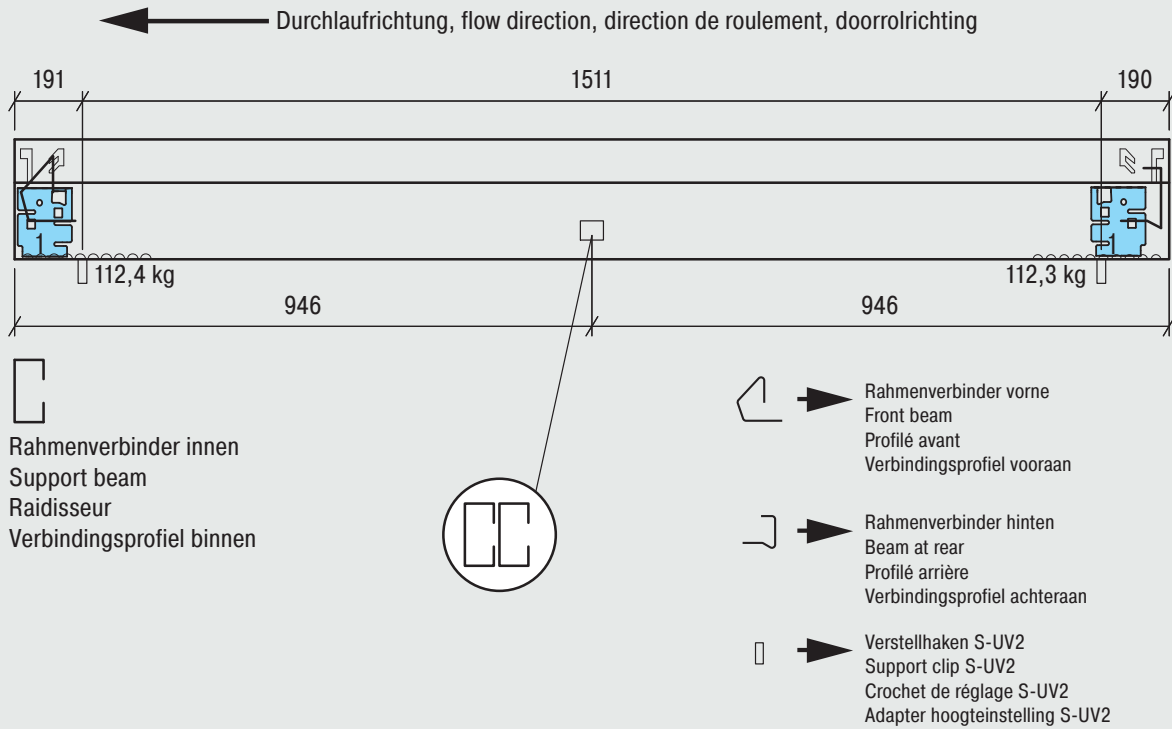 Durchlaufrichtung, flow direction, direction de roulement, doorrolrichting
191
1511
190
1
1
112,4 kg
112,3 kg
946
946
Rahmenverbinder innen
Support beam
Raidisseur
Verbindingsprofiel binnen
Rahmenverbinder vorne
Front beam
Profilé avant
Verbindingsprofiel vooraan
Rahmenverbinder hinten
Beam at rear
Profilé arrière
Verbindingsprofiel achteraan
Verstellhaken S-UV2
Support clip S-UV2
Crochet de réglage S-UV2
Adapter hoogteinstelling S-UV2